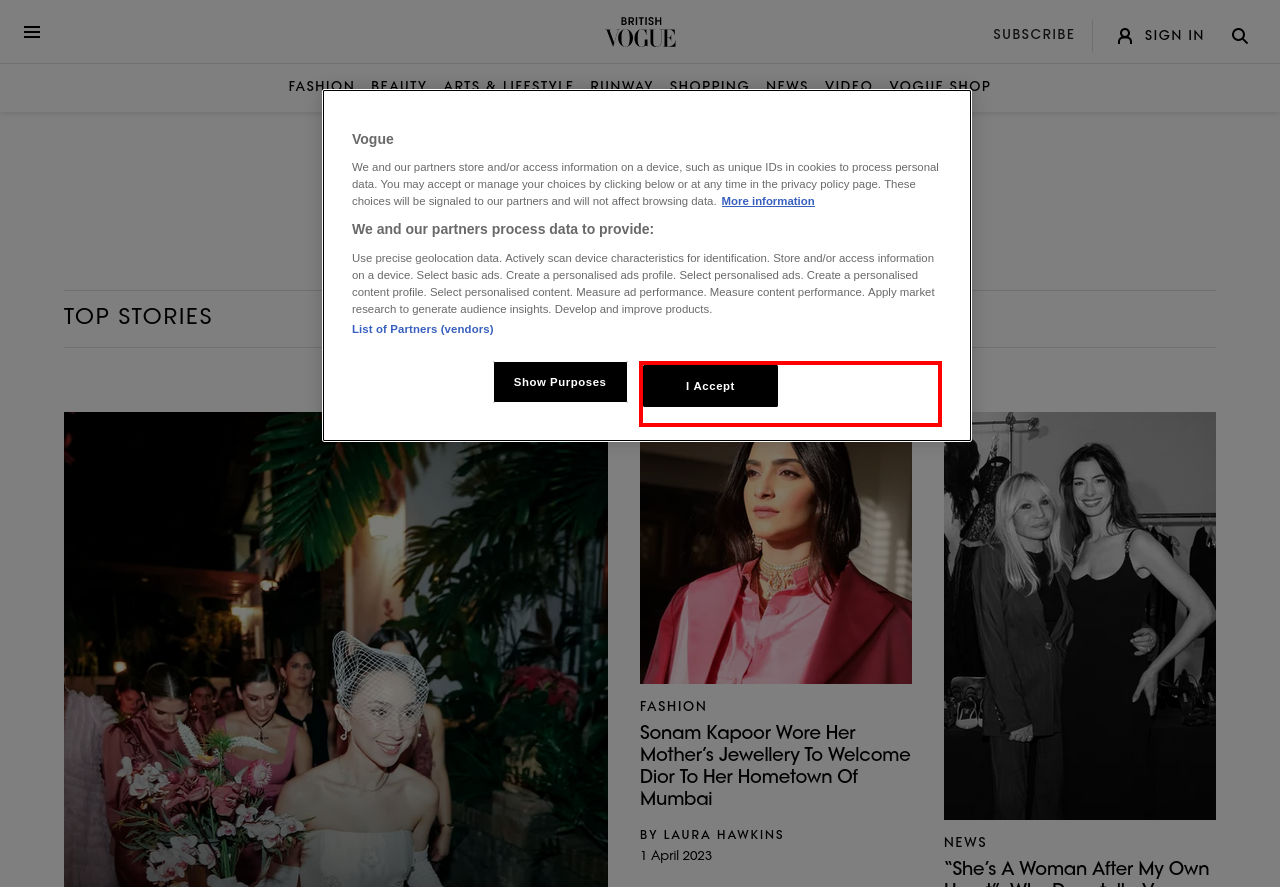 BRITISH
VOGUE
SUBSCRIBE
SIGN IN
FASHION BEAUTY ARTS & LIFESTYLE RUNWAY SHOPPING NEWS VIDEO VOGUE SHOP
Vogue
We and our partners store and/or access information on a device, such as unique IDs in cookies to process personal
data. You may accept or manage your choices by clicking below or at any time in the privacy policy page. These
choices will be signaled to our partners and will not affect browsing data. More information
We and our partners process data to provide:
Use precise geolocation data. Actively scan device characteristics for identification. Store and/or access information
on a device. Select basic ads. Create a personalised ads profile. Select personalised ads. Create a personalised
content profile. Select personalised content. Measure ad performance. Measure content performance. Apply market
research to generate audience insights. Develop and improve products.
List of Partners (vendors)
Show Purposes
I Accept
TOP STORIES
FASHION
Sonam Kapoor Wore Her
Mother's Jewellery To Welcome
Dior To Her Hometown Of
Mumbai
BY LAURA HAWKINS
1 April 2023
NEWS
"She's A Woman After My Own